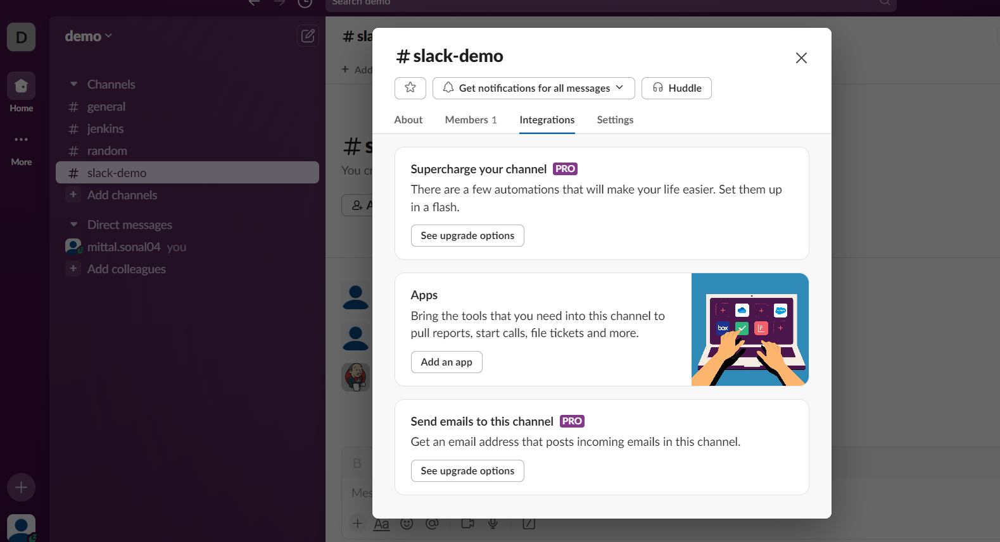 Search demo
D
demo
Home
More
Channels
# general
# jenkins
# random
# slack-demo
+ Add channels
Direct messages
mittal.sonal04 you
+ Add colleagues
# sla
+ Add
# s
You cr
A
B
Mes
Aa
# slack-demo
Get notifications for all messages
Huddle
About
Members 1
Integrations
Settings
Supercharge your channel PRO
There are a few automations that will make your life easier. Set them up
in a flash.
See upgrade options
Apps
Bring the tools that you need into this channel to
pull reports, start calls, file tickets and more.
Add an app
box
Send emails to this channel PRO
Get an email address that posts incoming emails in this channel.
See upgrade options